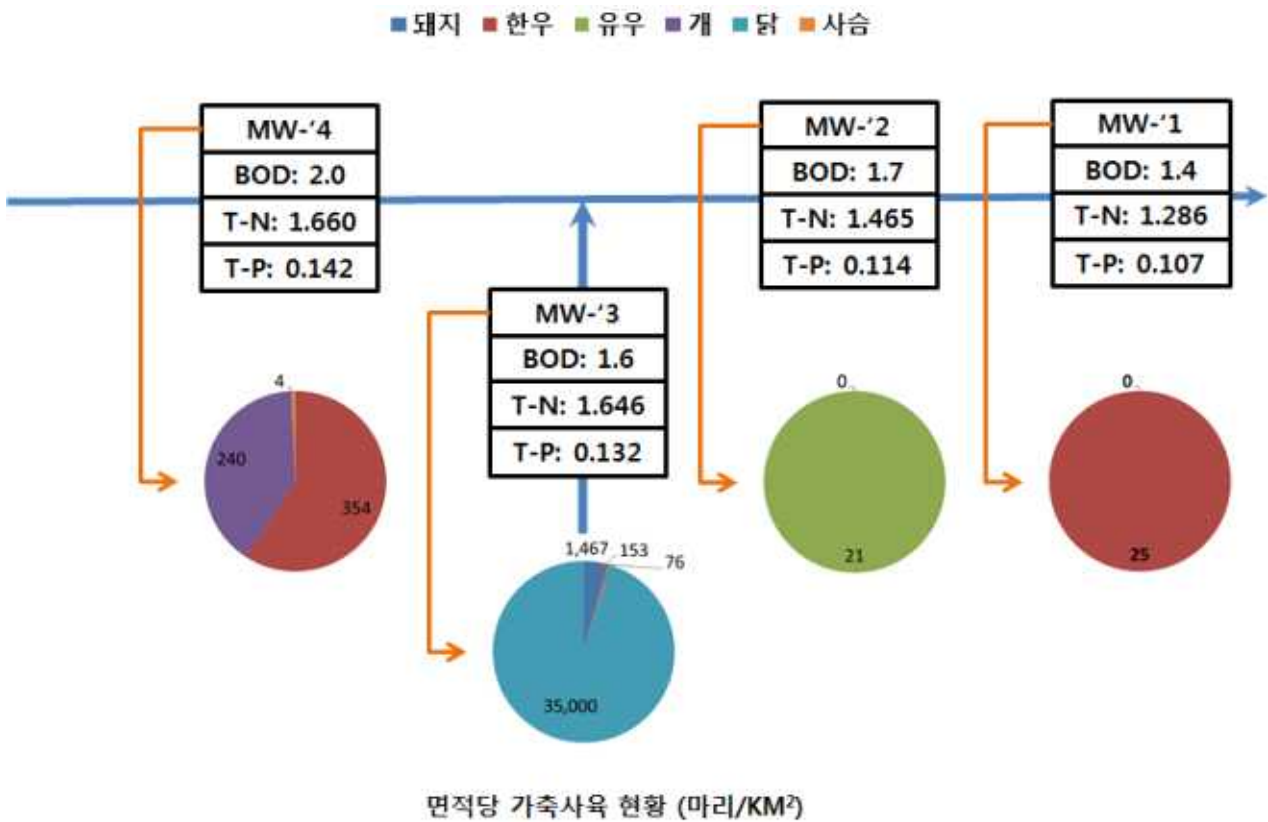 돼지 한우 유우 개 닭 사슴
MW-‘4
BOD: 2.0
T-N: 1.660
T-P: 0.142
MW-‘2
BOD: 1.7
T-N: 1.465
T-P: 0.114
MW-‘1
BOD: 1.4
T-N: 1.286
T-P: 0.107
MW-‘3
BOD: 1.6
T-N: 1.646
T-P: 0.132
4
240
354
1,467
153
76
35,000
0
21
0
25
면적당 가축사육 현황 (마리/KM²)